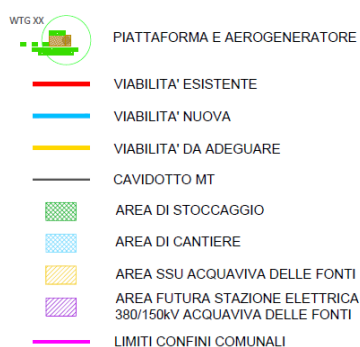 WTG XX
PIATTAFORMA E AEROGENERATORE
VIABILITA' ESISTENTE
VIABILITA' NUOVA
VIABILITA' DA ADEGUARE
CAVIDOTTO MT
AREA DI STOCCAGGIO
AREA DI CANTIERE
AREA SSU ACQUAVIVA DELLE FONTI
AREA FUTURA STAZIONE ELETTRICA
380/150kV ACQUAVIVA DELLE FONTI
LIMITI CONFINI COMUNALI